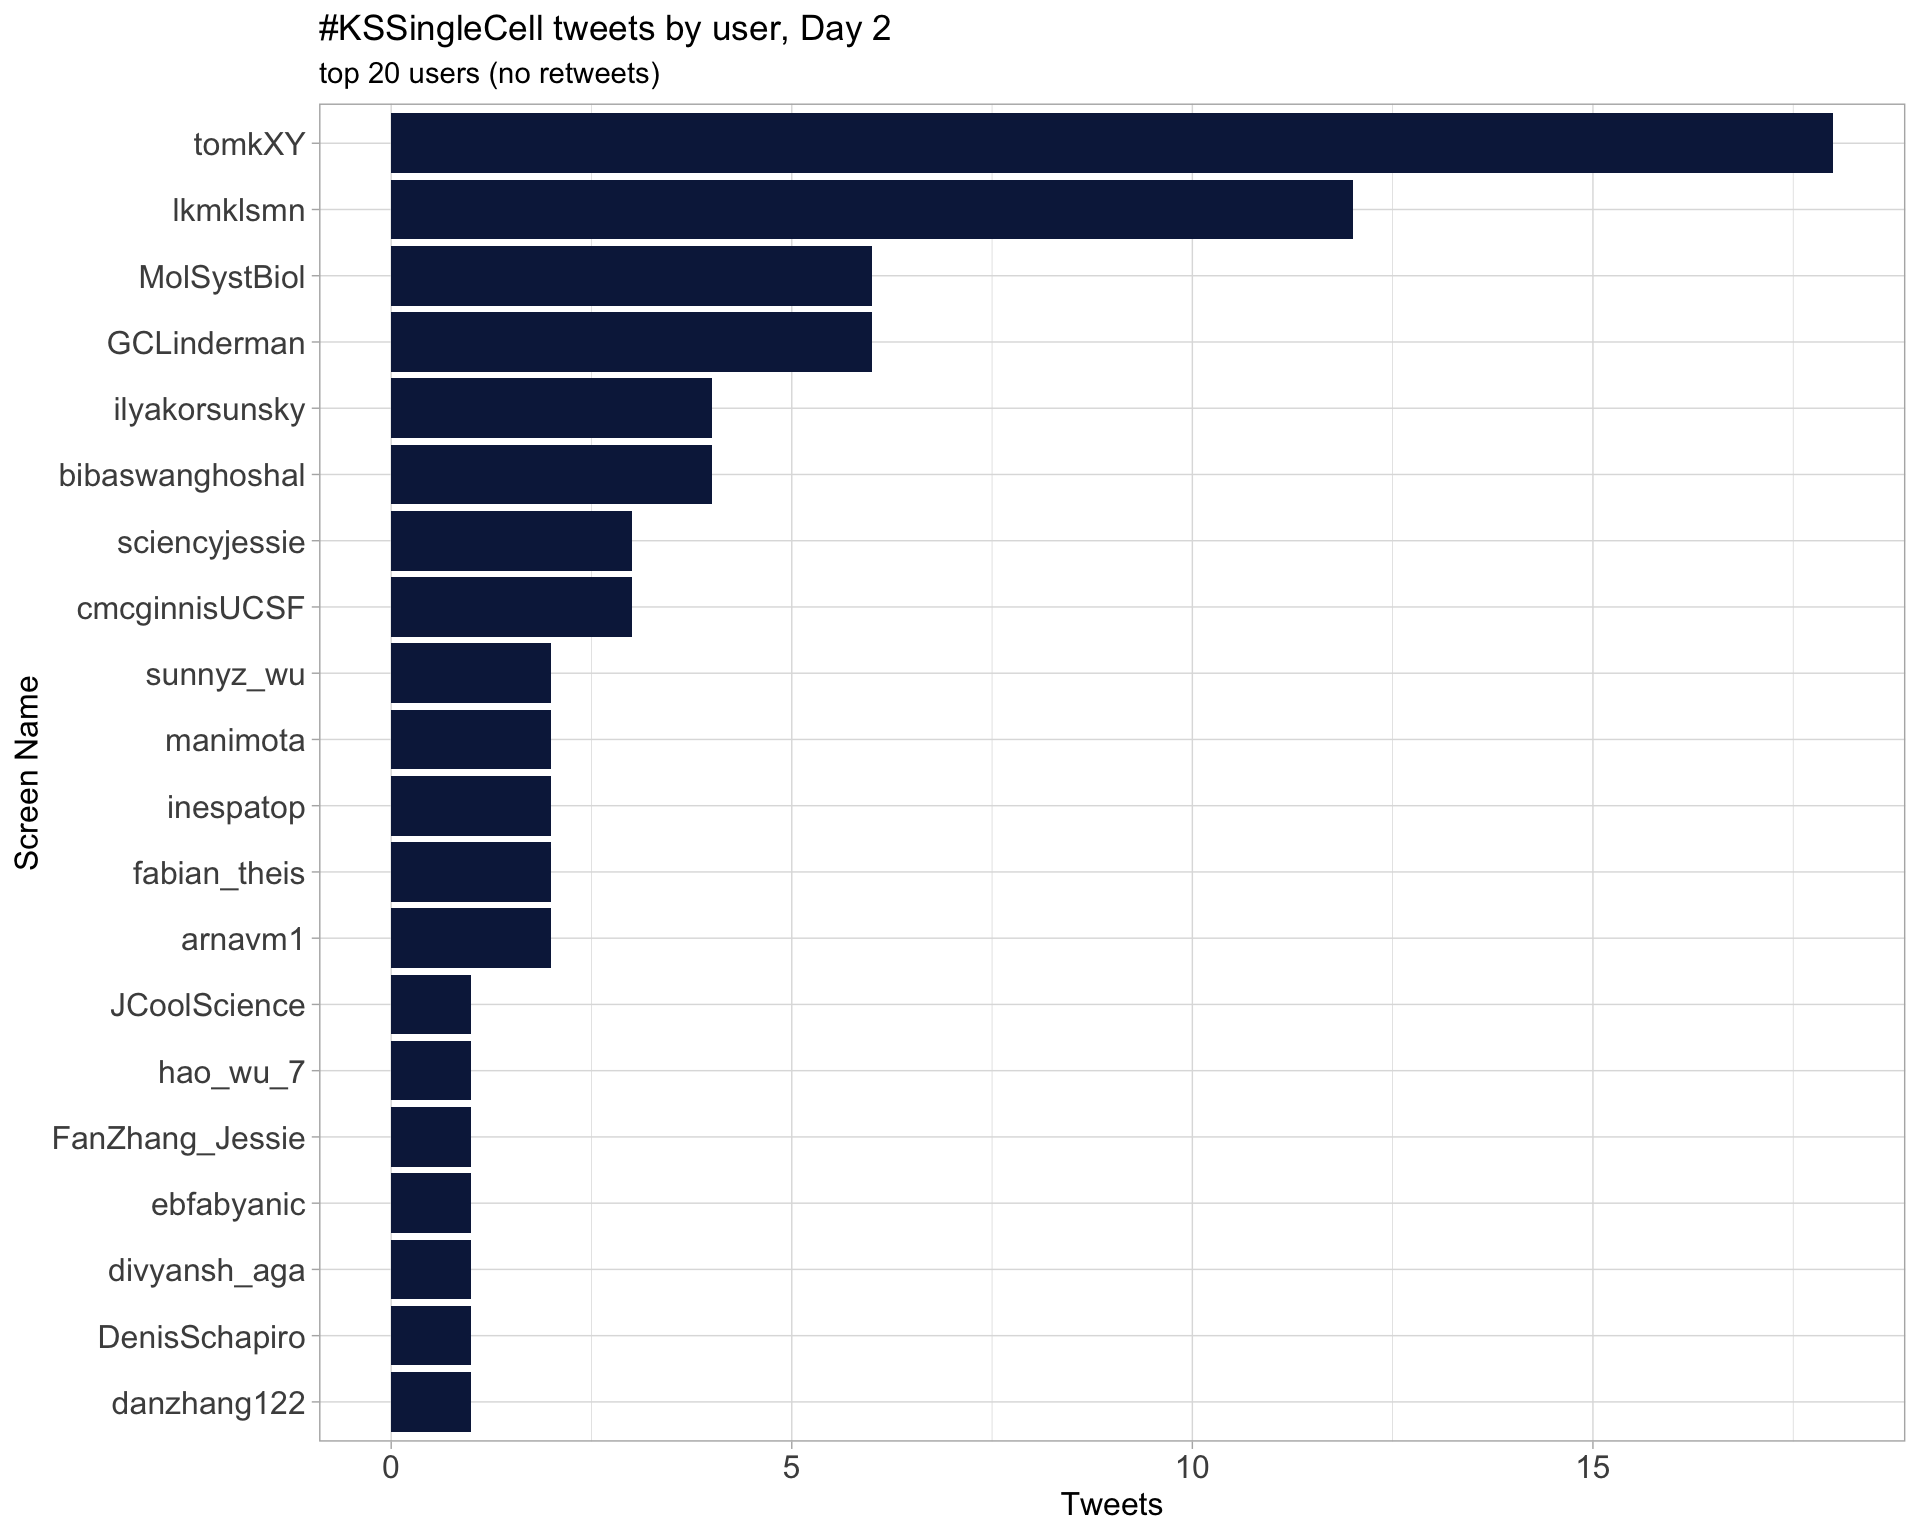 #KSSingleCell tweets by user, Day 2
top 20 users (no retweets)
Screen Name
tomkXY
lkmklsmn
MolSystBiol
GCLinderman
ilyakorsunsky
bibaswanghoshal
sciencyjessie
cmcginnisUCSF
sunnyz_wu
manimota
inespatop
fabian_theis
arnavm1
JCoolScience
hao_wu_7
FanZhang_Jessie
ebfabyanic
divyansh_aga
DenisSchapiro
danzhang122
0 5 10 15
Tweets